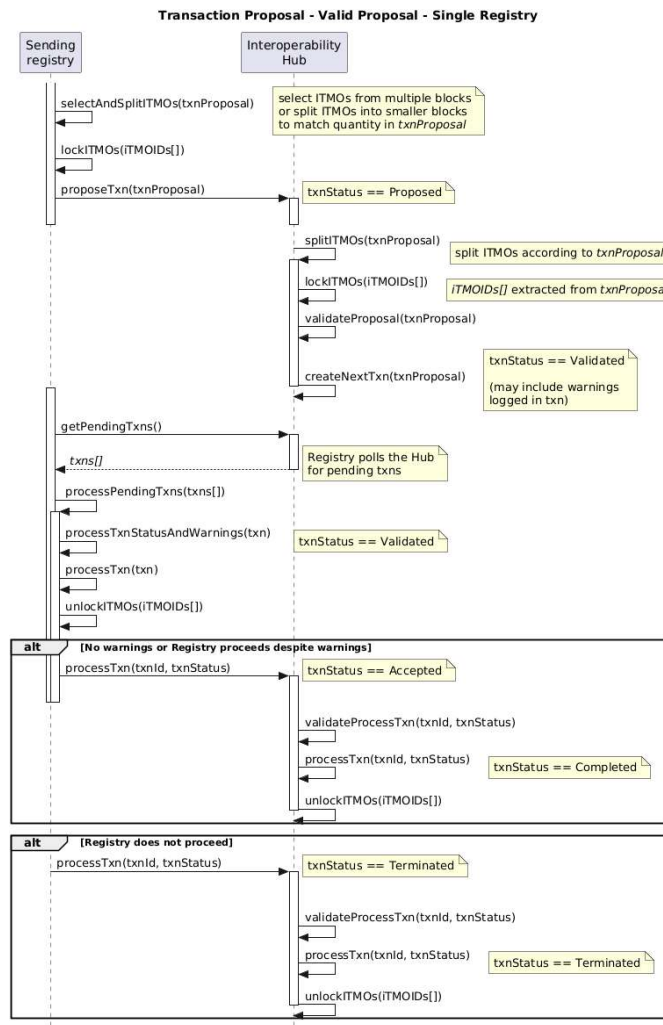 Transaction Proposal - Valid Proposal - Single Registry
Sending
registry
Interoperability
Hub
selectAndSplitITMOs(txnProposal)
select ITMOs from multiple blocks
or split ITMOs into smaller blocks
to match quantity in txnProposal
lockITMOs(iTMOIDs[])
proposeTxn(txnProposal)
txnStatus == Proposed
splitITMOs(txnProposal)
split ITMOs according to txnProposal
lockITMOs(iTMOIDs[])
iTMOIDs[] extracted from txnProposa
validateProposal(txnProposal)
txnStatus == Validated
(may include warnings
logged in txn)
createNextTxn(txnProposal)
getPendingTxns()
txns[]
Registry polls the Hub
for pending txns
processPendingTxns(txns[])
processTxnStatusAndWarnings(txn)
txnStatus == Validated
processTxn(txn)
unlockITMOs(iTMOIDs[])
alt [No warnings or Registry proceeds despite warnings]
processTxn(txnId, txnStatus)
txnStatus == Accepted
validateProcessTxn(txnId, txnStatus)
processTxn(txnId, txnStatus)
txnStatus == Completed
unlockITMOs(iTMOIDs[])
alt [Registry does not proceed]
processTxn(txnId, txnStatus)
txnStatus == Terminated
validateProcessTxn(txnId, txnStatus)
processTxn(txnId, txnStatus)
txnStatus == Terminated
unlockITMOs(iTMOIDs[])